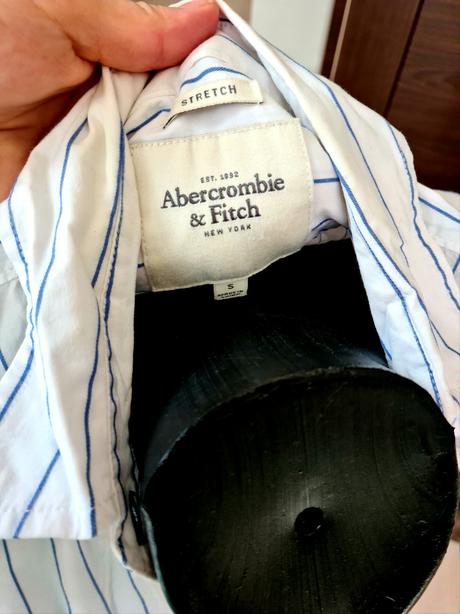 STRETCH
EST. 1892
Abercrombie
& Fitch
NEW YORK
S